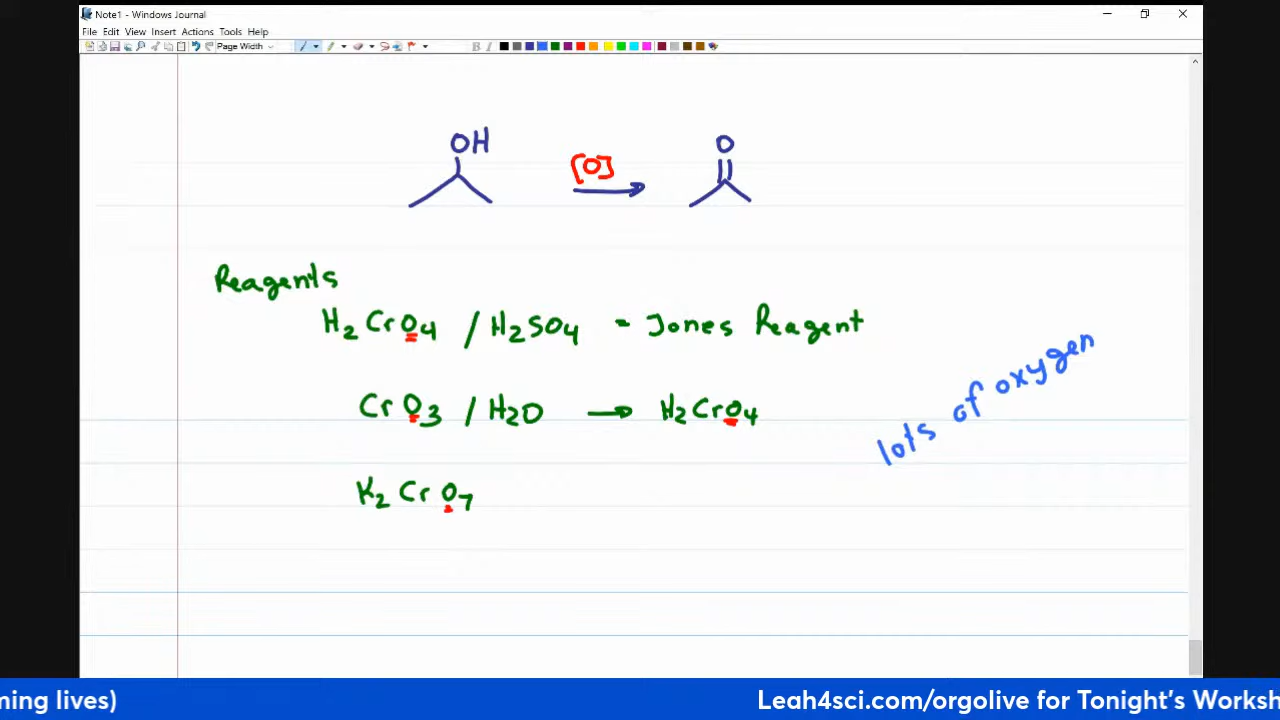 Note1 - Windows Journal
File Edit View Insert Actions Tools Help
Page Width
B I
OH
[O]
O
Reagents
H2CrO4 / H2SO4 - Jones Reagent
CrO3 / H2O → H2CrO4
K2CrO7
lots of oxygen
ning lives)
Leah4sci.com/orgolive for Tonight's Worksh